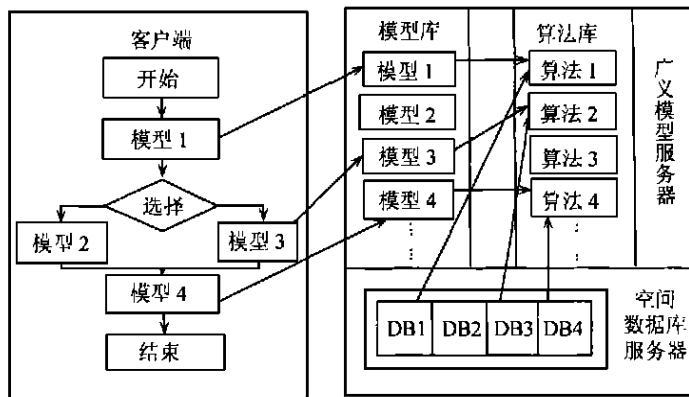 客户端
开始
模型 1
选择
模型 2
模型 3
模型 4
结束
模型库
模型 1
模型 2
模型 3
模型 4
算法库
算法 1
算法 2
算法 3
算法 4
广义模型服务器
DB1
DB2
DB3
DB4
空间
数据库
服务器